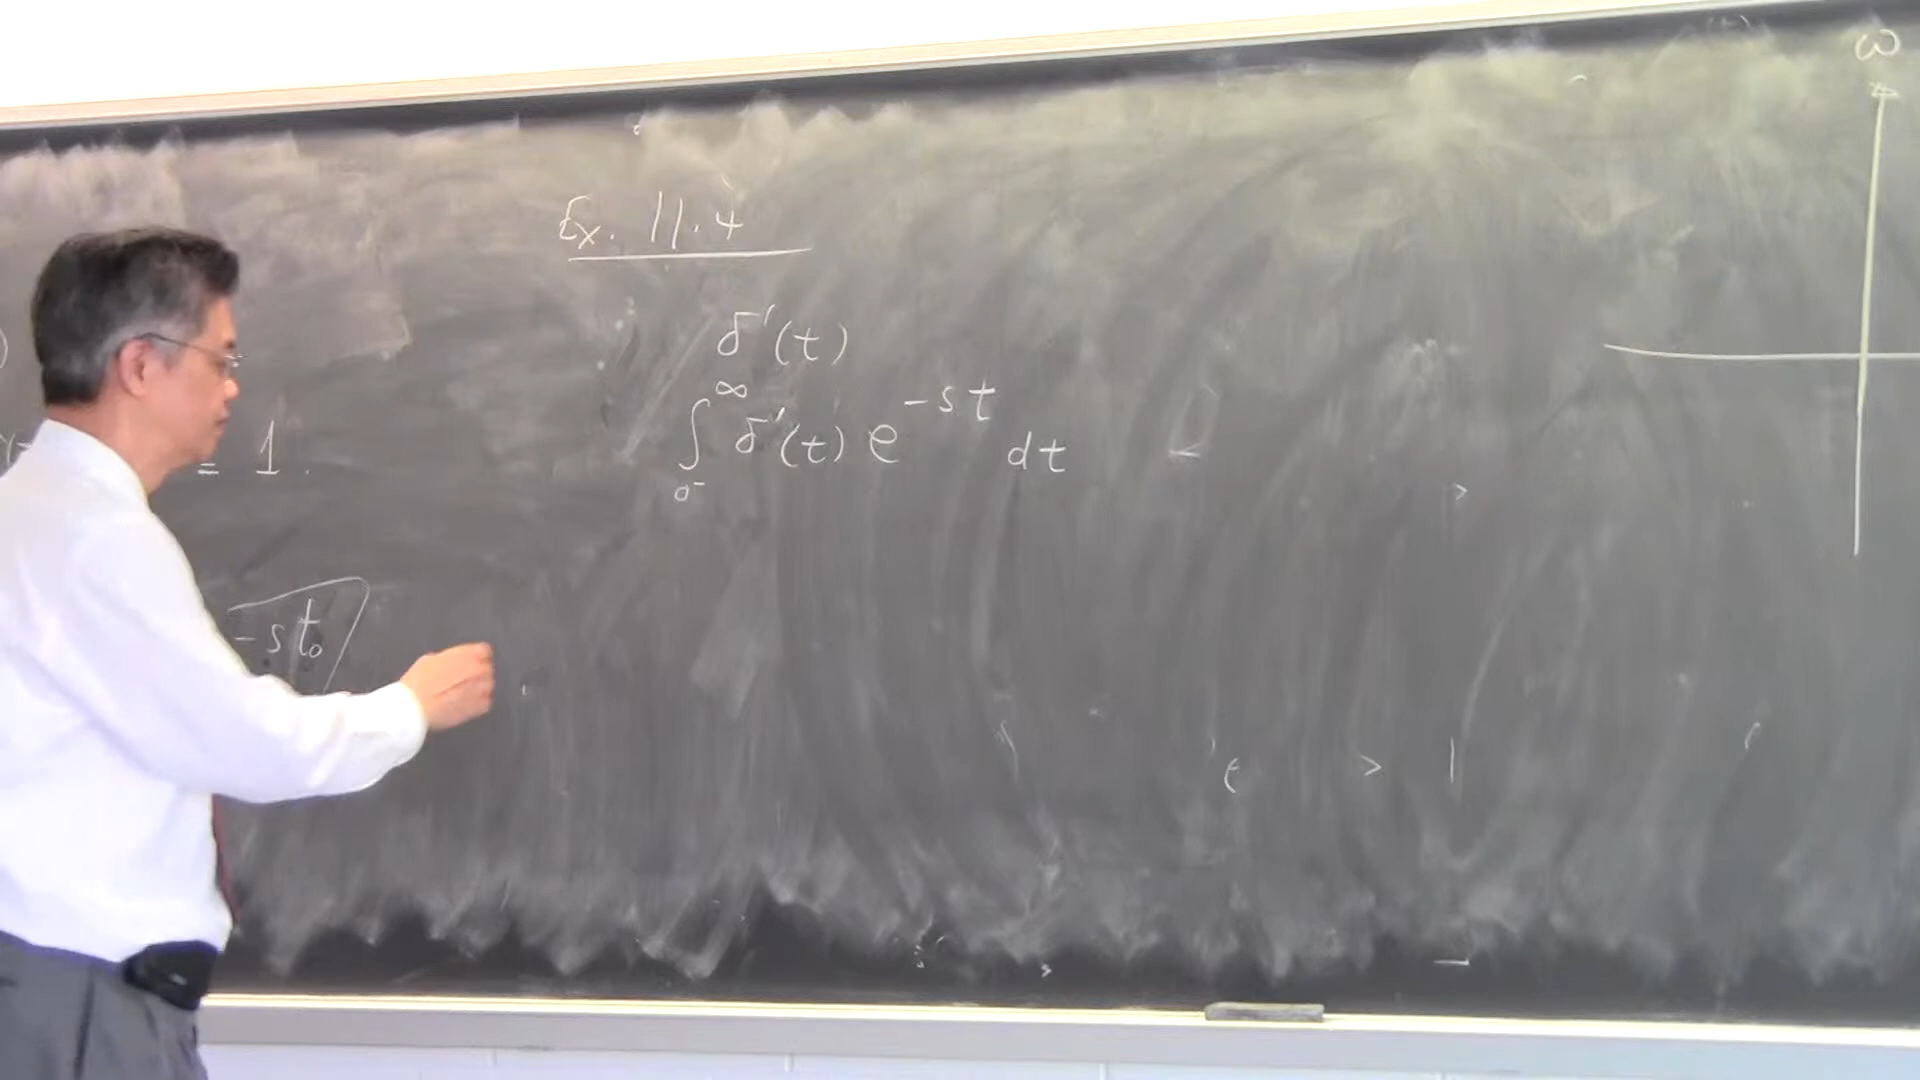 Ex. 11.4
δ'(t)
∫_{0^-}^{∞} δ'(t) e^{-st} dt
= 1.
-st₀
ω